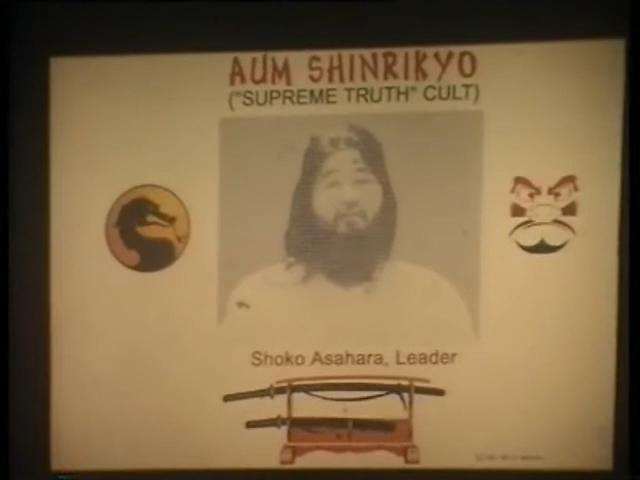 AUM SHINRIKYO
("SUPREME TRUTH" CULT)
Shoko Asahara, Leader